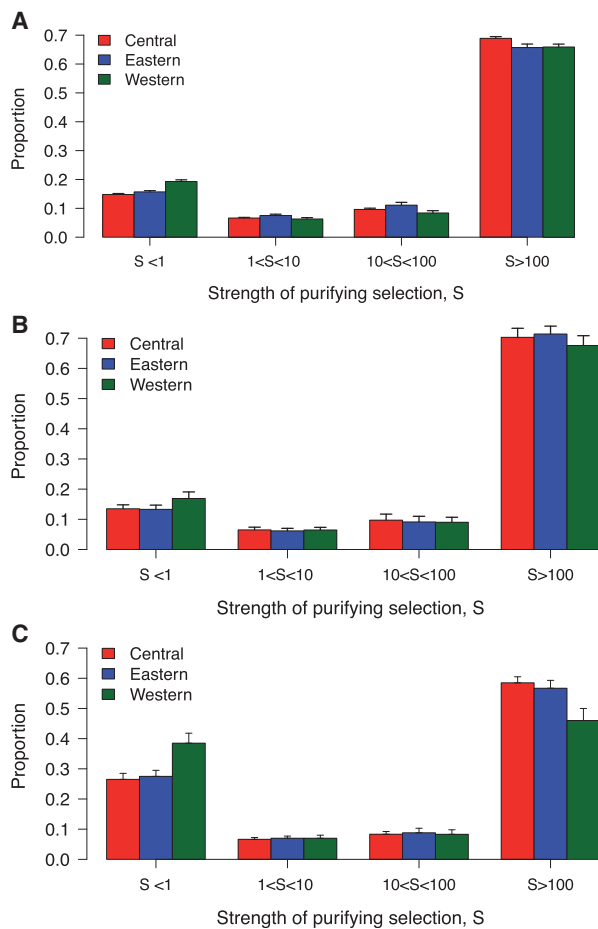 A
0.7
0.6
0.5
0.4
0.3
0.2
0.1
0.0
Proportion
Central
Eastern
Western
S <1
1<S<10
10<S<100
S>100
Strength of purifying selection, S
B
0.7
0.6
0.5
0.4
0.3
0.2
0.1
0.0
Proportion
Central
Eastern
Western
S <1
1<S<10
10<S<100
S>100
Strength of purifying selection, S
C
0.7
0.6
0.5
0.4
0.3
0.2
0.1
0.0
Proportion
Central
Eastern
Western
S <1
1<S<10
10<S<100
S>100
Strength of purifying selection, S